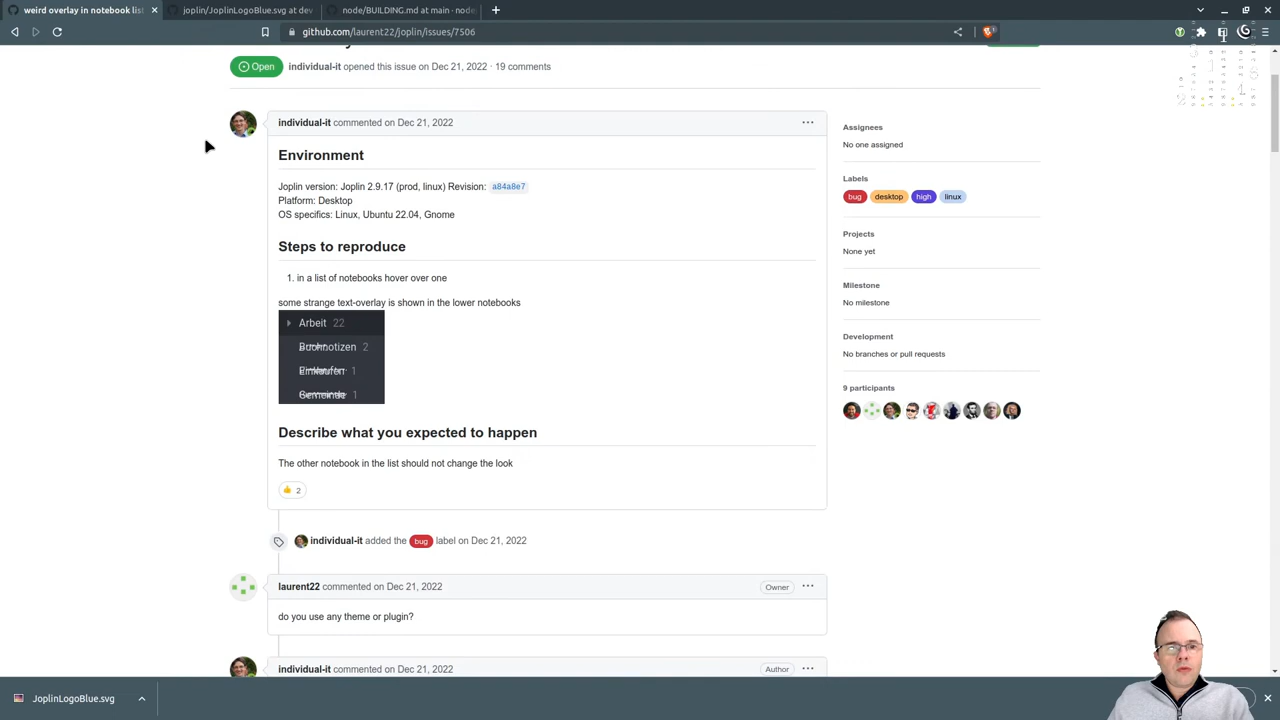 weird overlay in notebook list
joplin/JoplinLogoBlue.svg at dev
node/BUILDING.md at main · node
github.com/laurent22/joplin/issues/7506
Open
individual-it opened this issue on Dec 21, 2022 · 19 comments
individual-it commented on Dec 21, 2022
Environment
Joplin version: Joplin 2.9.17 (prod, linux) Revision: a84a8e7
Platform: Desktop
OS specifics: Linux, Ubuntu 22.04, Gnome
Steps to reproduce
1. in a list of notebooks hover over one
some strange text-overlay is shown in the lower notebooks
Arbeit 22
Buchnotizen 2
Einkaufen 1
Gemeinde 1
Describe what you expected to happen
The other notebook in the list should not change the look
👍 2
individual-it added the bug label on Dec 21, 2022
laurent22 commented on Dec 21, 2022
Owner
do you use any theme or plugin?
individual-it commented on Dec 21, 2022
Author
Assignees
No one assigned
Labels
bug desktop high linux
Projects
None yet
Milestone
No milestone
Development
No branches or pull requests
9 participants
JoplinLogoBlue.svg